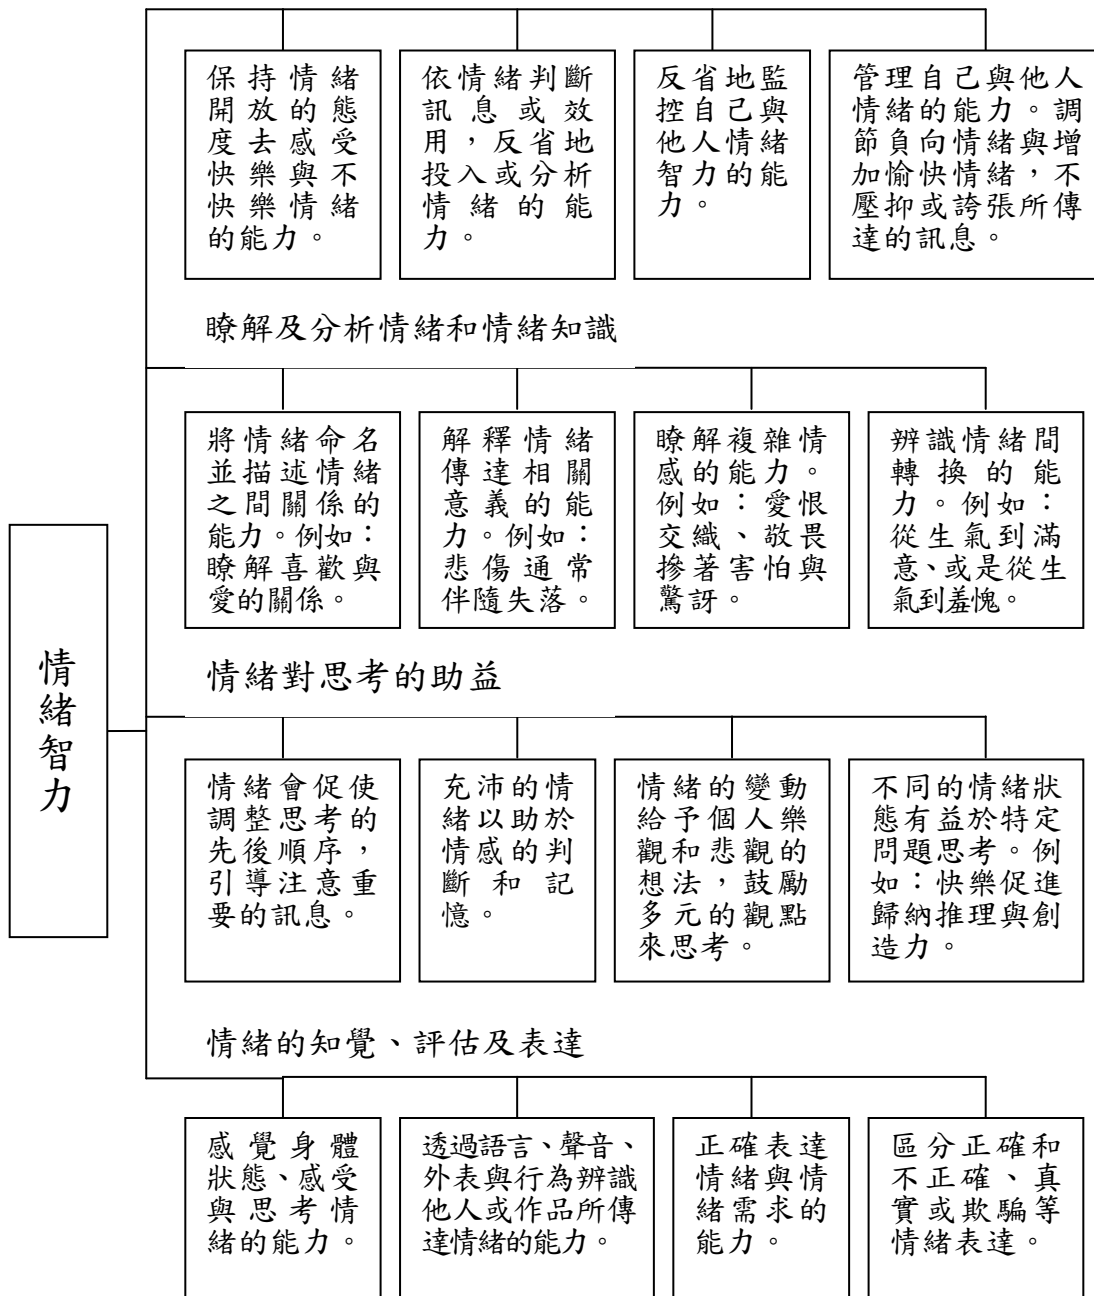 保持情緒
開放的態
度去感受
快樂與不
快樂情緒
的能力。
依情緒判斷
訊息或效
用，反省地
投入或分析
情緒的能
力。
反省地監
控自己與
他人情緒
智力的能
力。
管理自己與他人
情緒的能力。調
節負向情緒與增
加愉快情緒，不
壓抑或誇張所傳
達的訊息。
瞭解及分析情緒和情緒知識
將情緒命名
並描述情緒
之間關係的
能力。例如：
瞭解喜歡與
愛的關係。
解釋情緒
傳達相關
意義的能
力。例如：
悲傷通常
伴隨失落。
瞭解複雜情
感的能力。
例如：愛恨
交織、敬畏
摻著害怕與
驚訝。
辨識情緒間
轉換的能
力。例如：
從生氣到滿
意、或是從生
氣到羞愧。
情緒智力
情緒對思考的助益
情緒會促使
調整思考的
先後順序，
引導注意重
要的訊息。
充沛的情
緒以助於
情感的判
斷和記
憶。
情緒的變動
給予個人樂
觀和悲觀的
想法，鼓勵
多元的觀點
來思考。
不同的情緒狀
態有益於特定
問題思考。例
如：快樂促進
歸納推理與創
造力。
情緒的知覺、評估及表達
感覺身體
狀態、感受
與思考情
緒的能力。
透過語言、聲音、
外表與行為辨識
他人或作品所傳
達情緒的能力。
正確表達
情緒與情
緒需求的
能力。
區分正確和
不正確、真
實或欺騙等
情緒表達。